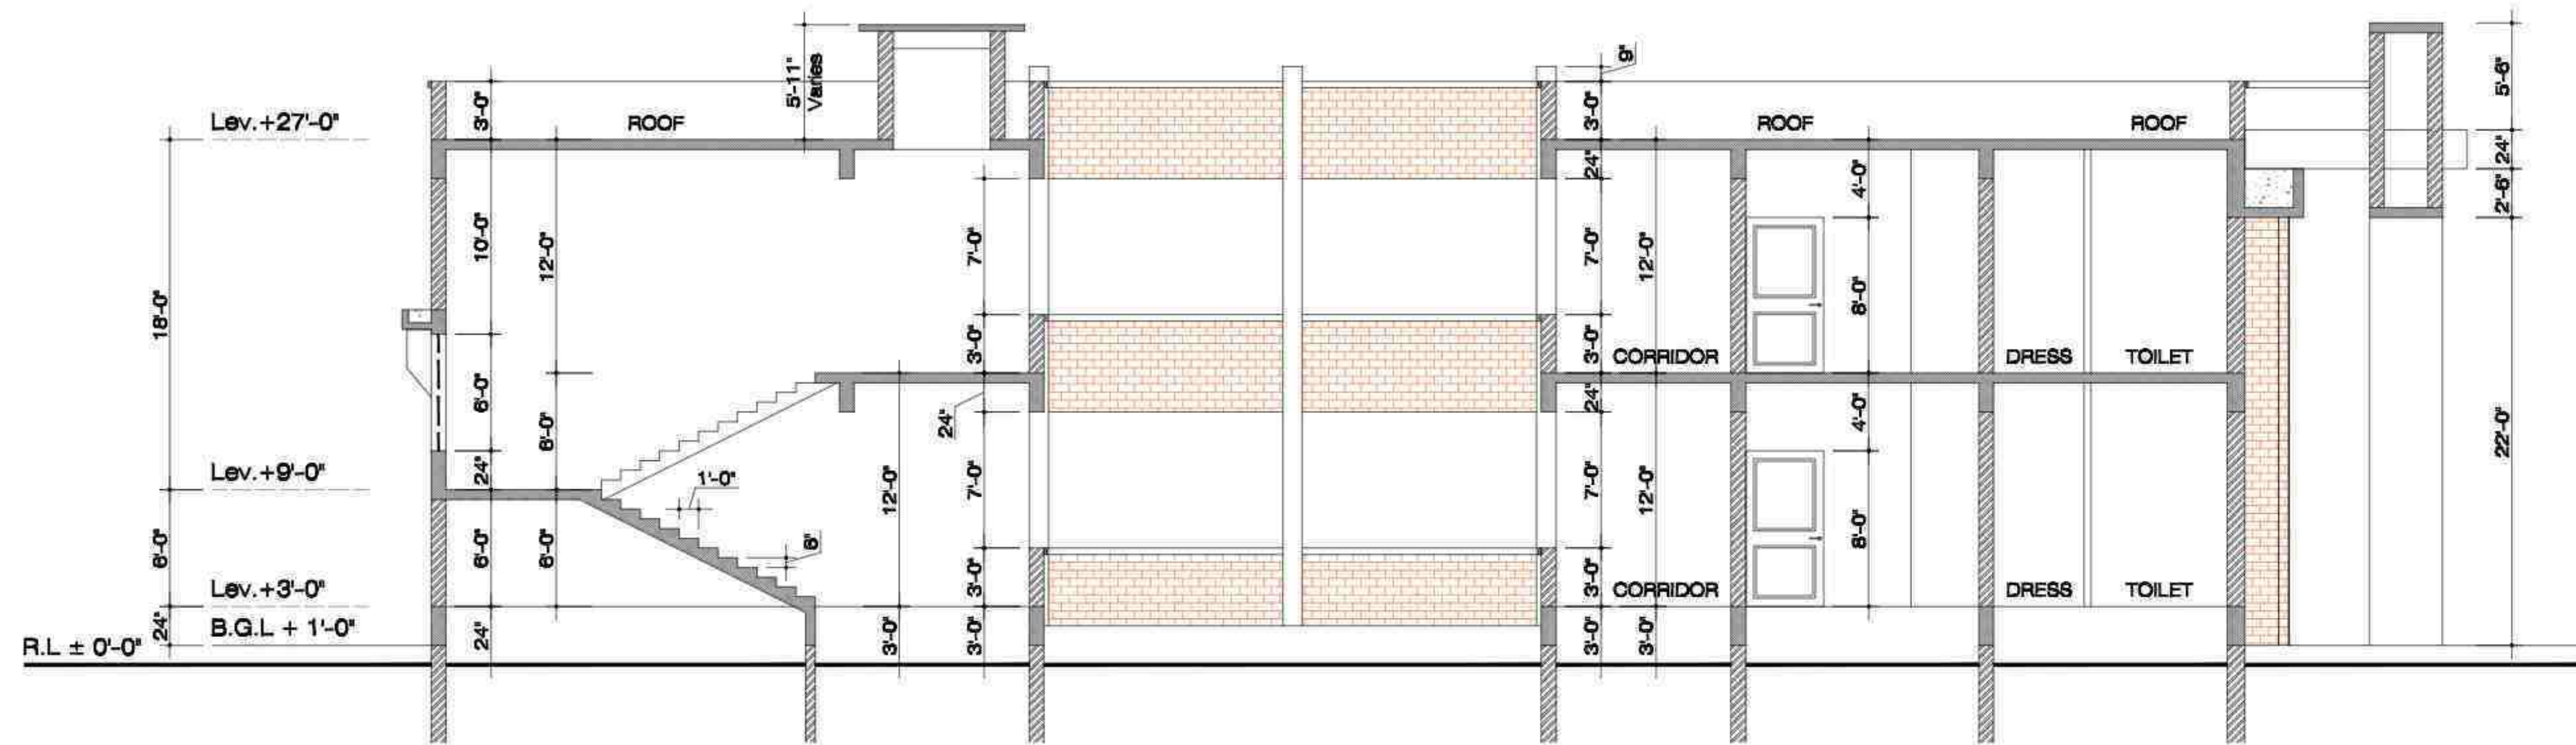 5'-11"
Varies
9"
Lev.+27'-0"
3'-0"
ROOF
3'-0"
ROOF
ROOF
5'-6"
24"
24"
4'-0"
2'-6"
18'-0"
10'-0"
12'-0"
7'-0"
7'-0"
12'-0"
8'-0"
6'-0"
3'-0"
3'-0"
CORRIDOR
DRESS
TOILET
6'-0"
24"
24"
4'-0"
22'-0"
Lev.+9'-0"
24"
1'-0"
12'-0"
7'-0"
7'-0"
12'-0"
8'-0"
6'-0"
6'-0"
6'-0"
6"
Lev.+3'-0"
3'-0"
3'-0"
CORRIDOR
DRESS
TOILET
24"
B.G.L + 1'-0"
R.L ± 0'-0"
24"
3'-0"
3'-0"
3'-0"
3'-0"